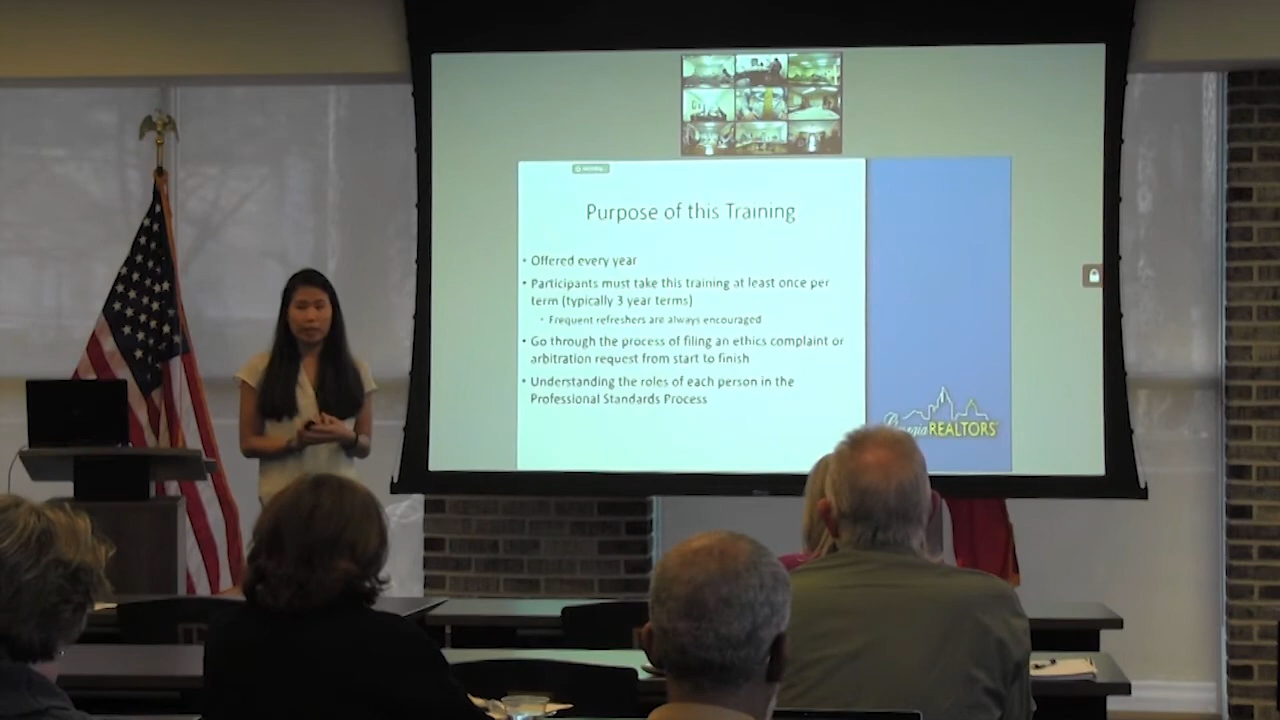 Purpose of this Training
• Offered every year
• Participants must take this training at least once per
term (typically 3 year terms)
• Frequent refreshers are always encouraged
• Go through the process of filing an ethics complaint or
arbitration request from start to finish
• Understanding the roles of each person in the
Professional Standards Process
Georgia REALTORS®